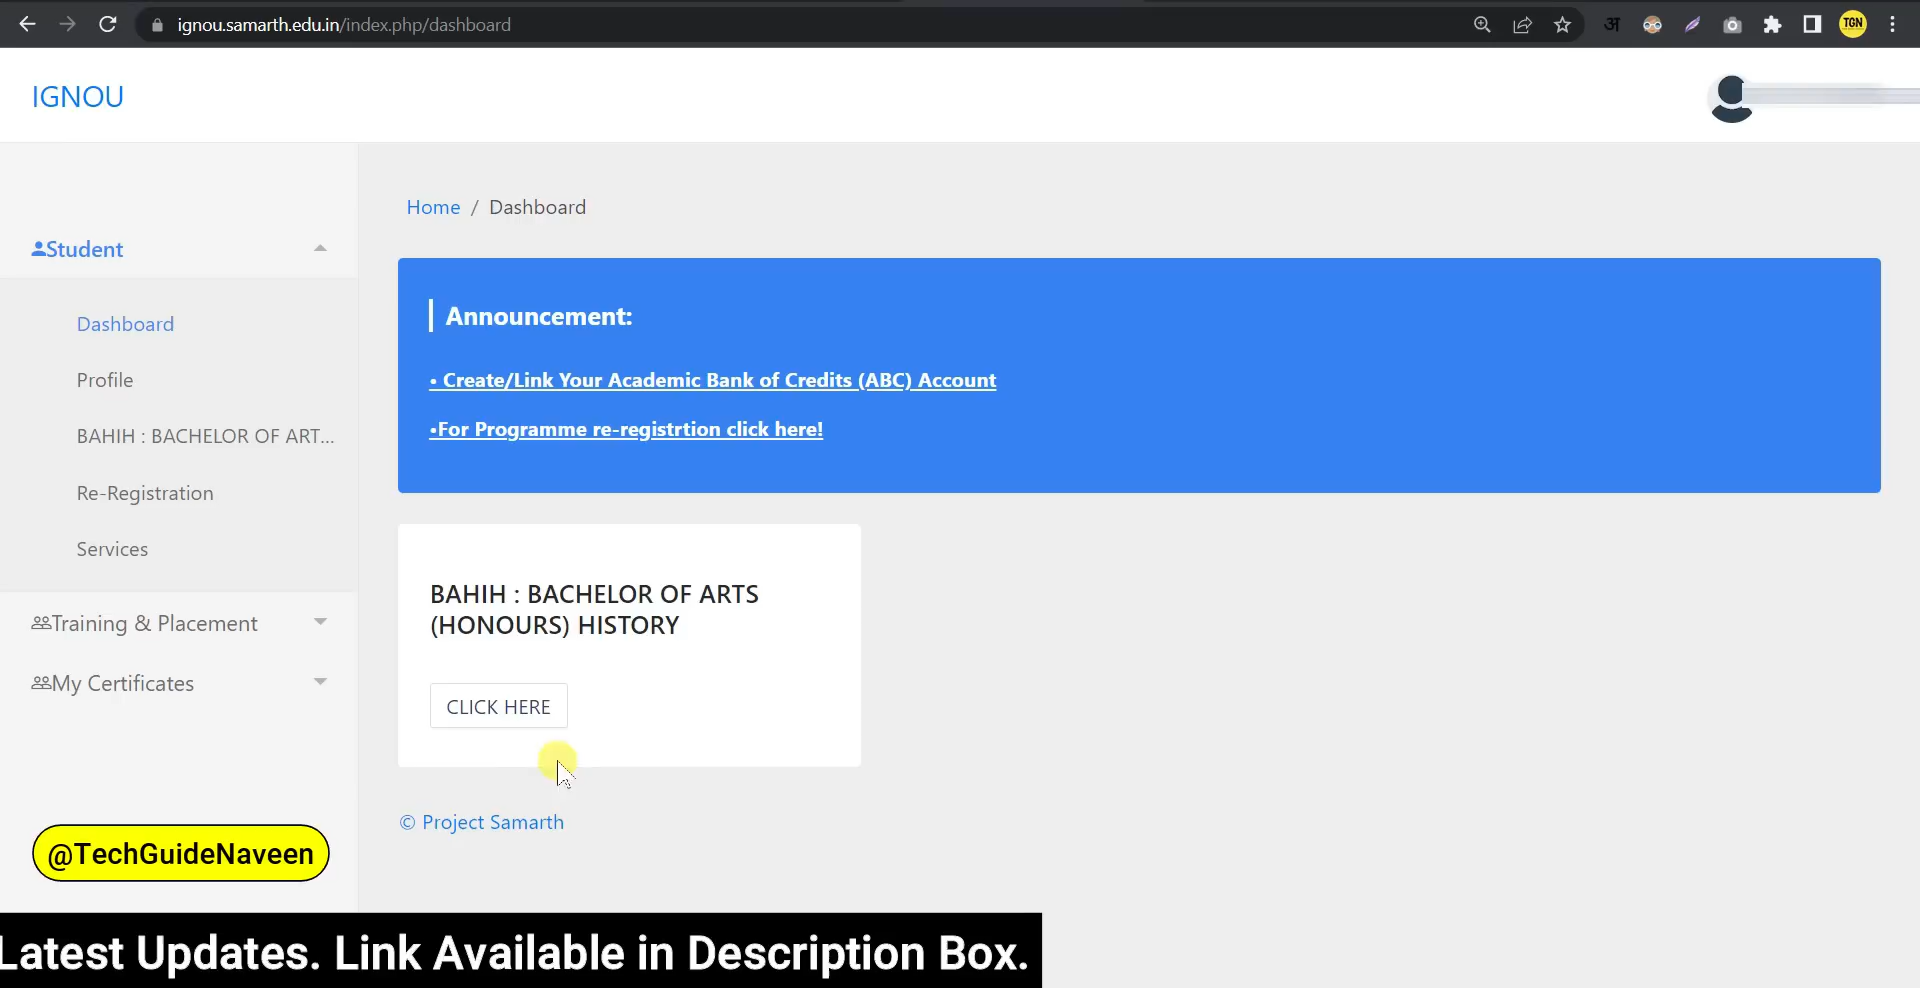 ignou.samarth.edu.in/index.php/dashboard
अ
TGN
IGNOU
Home / Dashboard
Student
Dashboard
Profile
BAHIH : BACHELOR OF ART...
Re-Registration
Services
Training & Placement
My Certificates
Announcement:
• Create/Link Your Academic Bank of Credits (ABC) Account
•For Programme re-registrtion click here!
BAHIH : BACHELOR OF ARTS
(HONOURS) HISTORY
CLICK HERE
© Project Samarth
@TechGuideNaveen
Latest Updates. Link Available in Description Box.